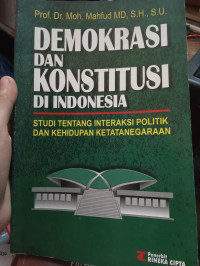 Prof. Dr. Moh. Mahfud MD, S.H., S.U.
DEMOKRASI
DAN
KONSTITUSI
DI INDONESIA
STUDI TENTANG INTERAKSI POLITIK
DAN KEHIDUPAN KETATANEGARAAN
Penerbit
RINEKA CIPTA